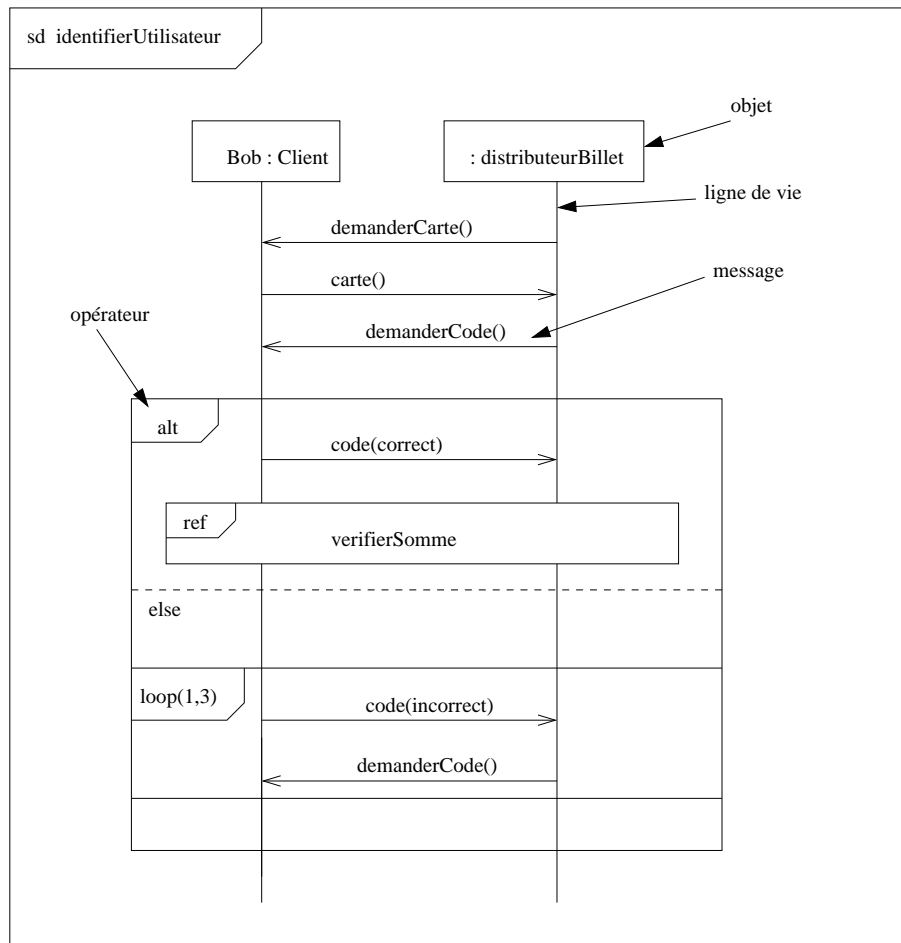 sd identifierUtilisateur
objet
Bob : Client
: distributeurBillet
ligne de vie
demanderCarte()
carte()
message
opérateur
demanderCode()
alt
code(correct)
ref
verifierSomme
else
loop(1,3)
code(incorrect)
demanderCode()